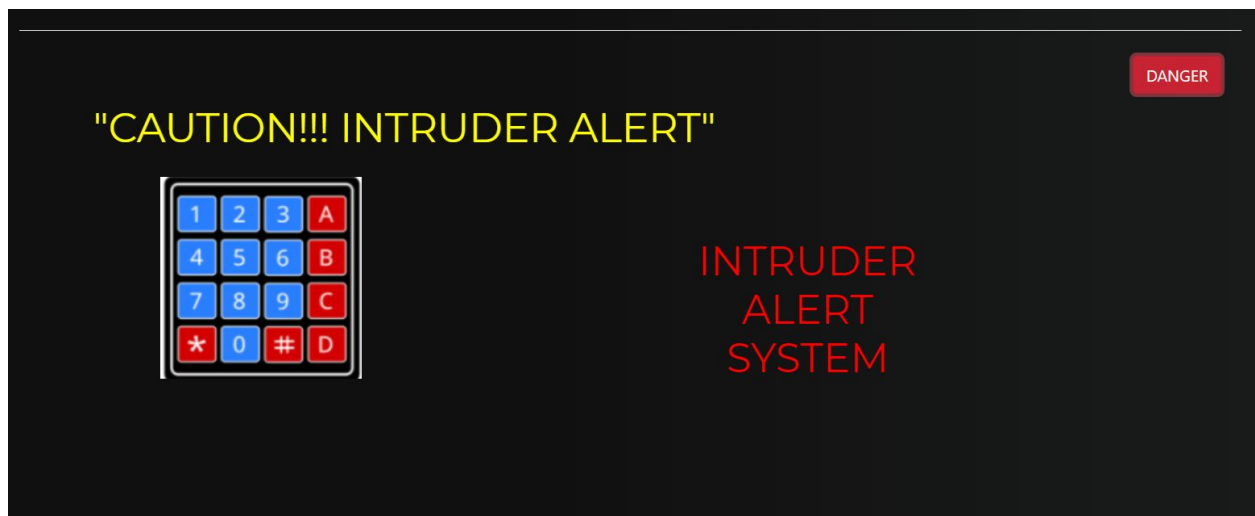 DANGER
"CAUTION!!! INTRUDER ALERT"
1 2 3 A
4 5 6 B
7 8 9 C
* 0 # D
INTRUDER
ALERT
SYSTEM